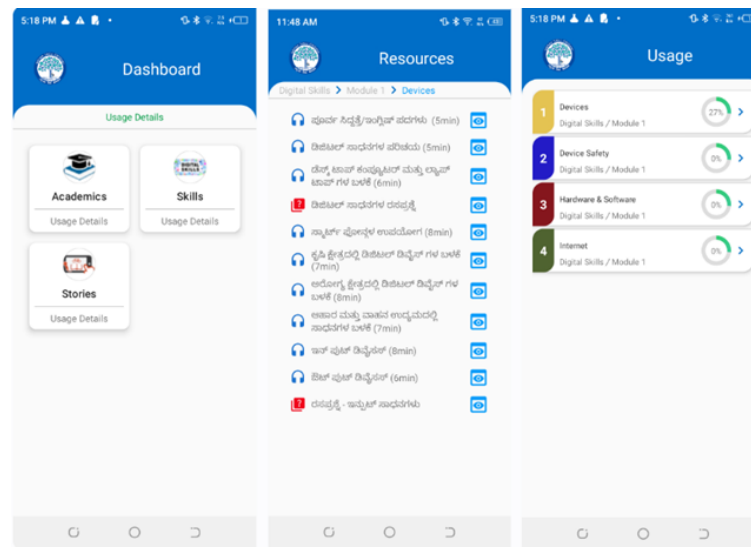 5:18 PM
Dashboard
Usage Details
DIGITAL SKILLS
Academics
Skills
Usage Details
Usage Details
Stories
Usage Details
11:48 AM
Resources
Digital Skills > Module 1 > Devices
ಪೂರ್ವ ಸಿದ್ಧತೆ/ಇಂಗ್ಲಿಷ್ ಪದಗಳು (5min)
ಡಿಜಿಟಲ್ ಸಾಧನಗಳ ಪರಿಚಯ (5min)
ಡೆಸ್ಕ್ ಟಾಪ್ ಕಂಪ್ಯೂಟರ್ ಮತ್ತು ಲ್ಯಾಪ್
ಟಾಪ್ ಗಳ ಬಳಕೆ (6min)
ಡಿಜಿಟಲ್ ಸಾಧನಗಳ ರಸಪ್ರಶ್ನೆ
ಸ್ಮಾರ್ಟ್ ಫೋನ್ಗಳ ಉಪಯೋಗ (8min)
ಕೃಷಿ ಕ್ಷೇತ್ರದಲ್ಲಿ ಡಿಜಿಟಲ್ ಡಿವೈಸ್ ಗಳ ಬಳಕೆ
(7min)
ಆರೋಗ್ಯ ಕ್ಷೇತ್ರದಲ್ಲಿ ಡಿಜಿಟಲ್ ಡಿವೈಸ್ ಗಳ
ಬಳಕೆ (8min)
ಆಹಾರ ಮತ್ತು ವಾಹನ ಉದ್ಯಮದಲ್ಲಿ
ಸಾಧನಗಳ ಬಳಕೆ (7min)
ಇನ್ ಪುಟ್ ಡಿವೈಸಸ್ (8min)
ಔಟ್ ಪುಟ್ ಡಿವೈಸಸ್ (6min)
ರಸಪ್ರಶ್ನೆ - ಇನ್ಪುಟ್ ಸಾಧನಗಳು
5:18 PM
Usage
1
Devices
Digital Skills / Module 1
27%
2
Device Safety
Digital Skills / Module 1
0%
3
Hardware & Software
Digital Skills / Module 1
0%
4
Internet
Digital Skills / Module 1
0%